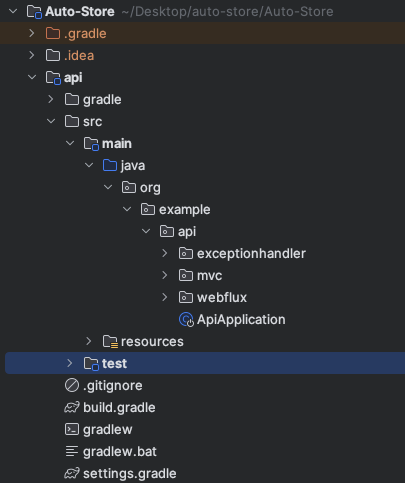 Auto-Store ~/Desktop/auto-store/Auto-Store
.gradle
.idea
api
gradle
src
main
java
org
example
api
exceptionhandler
mvc
webflux
ApiApplication
resources
test
.gitignore
build.gradle
gradlew
gradlew.bat
settings.gradle